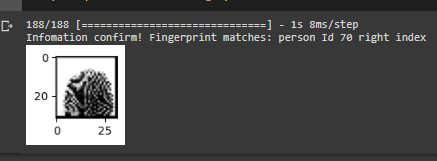 188/188 [==============================] - 1s 8ms/step
Infomation confirm! Fingerprint matches: person Id 70 right index
0
20
0 25